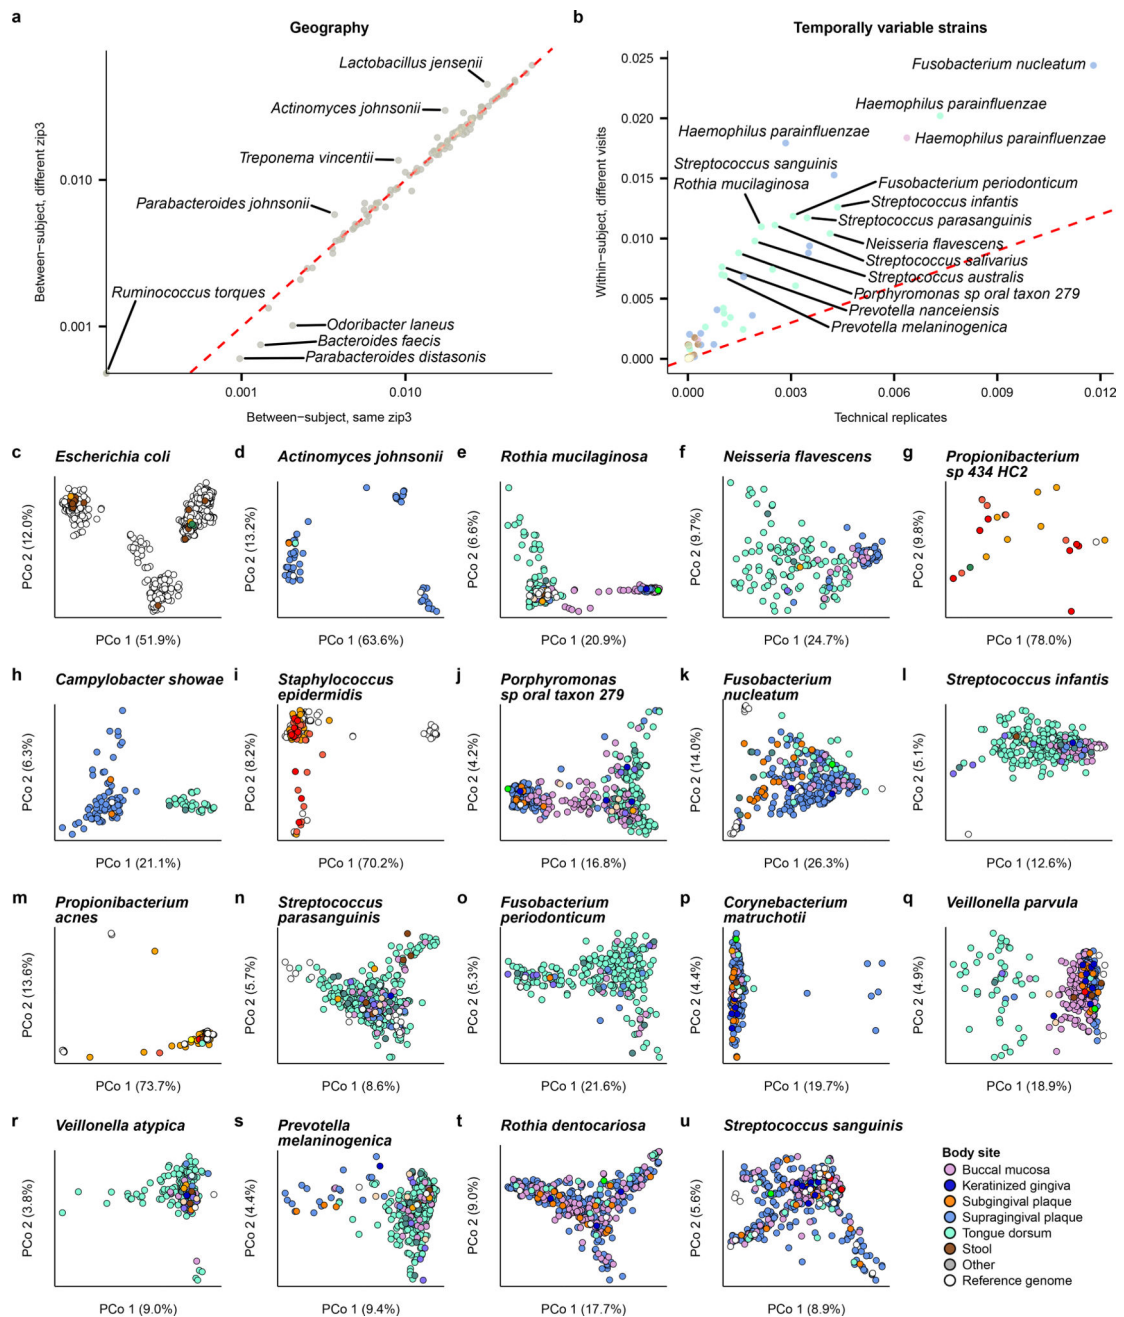 a
Geography
Between−subject, different zip3
0.010
0.001
Lactobacillus jensenii
Actinomyces johnsonii
Treponema vincentii
Parabacteroides johnsonii
Ruminococcus torques
Odoribacter laneus
Bacteroides faecis
Parabacteroides distasonis
0.001
0.010
Between−subject, same zip3
b
Temporally variable strains
Within−subject, different visits
0.025
0.020
0.015
0.010
0.005
0.000
Fusobacterium nucleatum
Haemophilus parainfluenzae
Haemophilus parainfluenzae
Haemophilus parainfluenzae
Streptococcus sanguinis
Rothia mucilaginosa
Fusobacterium periodonticum
Streptococcus infantis
Streptococcus parasanguinis
Neisseria flavescens
Streptococcus salivarius
Streptococcus australis
Porphyromonas sp oral taxon 279
Prevotella nanceiensis
Prevotella melaninogenica
0.000
0.003
0.006
0.009
0.012
Technical replicates
c
Escherichia coli
PCo 2 (12.0%)
PCo 1 (51.9%)
d
Actinomyces johnsonii
PCo 2 (13.2%)
PCo 1 (63.6%)
e
Rothia mucilaginosa
PCo 2 (6.6%)
PCo 1 (20.9%)
f
Neisseria flavescens
PCo 2 (9.7%)
PCo 1 (24.7%)
g
Propionibacterium
sp 434 HC2
PCo 2 (9.8%)
PCo 1 (78.0%)
h
Campylobacter showae
PCo 2 (6.3%)
PCo 1 (21.1%)
i
Staphylococcus
epidermidis
PCo 2 (8.2%)
PCo 1 (70.2%)
j
Porphyromonas
sp oral taxon 279
PCo 2 (4.2%)
PCo 1 (16.8%)
k
Fusobacterium
nucleatum
PCo 2 (14.0%)
PCo 1 (26.3%)
l
Streptococcus infantis
PCo 2 (5.1%)
PCo 1 (12.6%)
m
Propionibacterium
acnes
PCo 2 (13.6%)
PCo 1 (73.7%)
n
Streptococcus
parasanguinis
PCo 2 (5.7%)
PCo 1 (8.6%)
o
Fusobacterium
periodonticum
PCo 2 (5.3%)
PCo 1 (21.6%)
p
Corynebacterium
matruchotii
PCo 2 (4.4%)
PCo 1 (19.7%)
q
Veillonella parvula
PCo 2 (4.9%)
PCo 1 (18.9%)
r
Veillonella atypica
PCo 2 (3.8%)
PCo 1 (9.0%)
s
Prevotella
melaninogenica
PCo 2 (4.4%)
PCo 1 (9.4%)
t
Rothia dentocariosa
PCo 2 (9.0%)
PCo 1 (17.7%)
u
Streptococcus sanguinis
PCo 2 (5.6%)
PCo 1 (8.9%)
Body site
Buccal mucosa
Keratinized gingiva
Subgingival plaque
Supragingival plaque
Tongue dorsum
Stool
Other
Reference genome